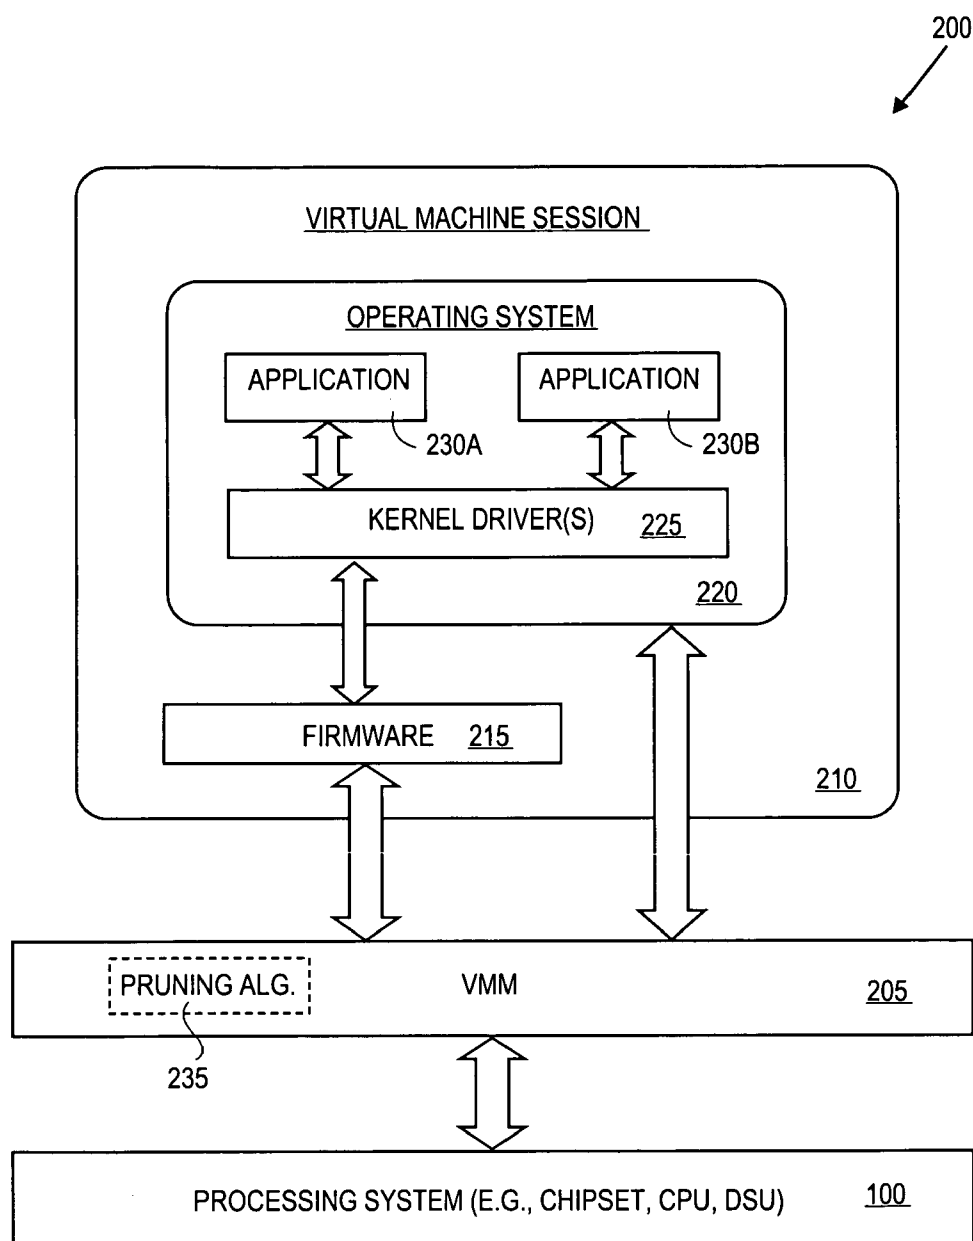 200
VIRTUAL MACHINE SESSION
OPERATING SYSTEM
APPLICATION
APPLICATION
230A
230B
KERNEL DRIVER(S) 225
220
FIRMWARE 215
210
PRUNING ALG.
VMM
205
235
PROCESSING SYSTEM (E.G., CHIPSET, CPU, DSU) 100